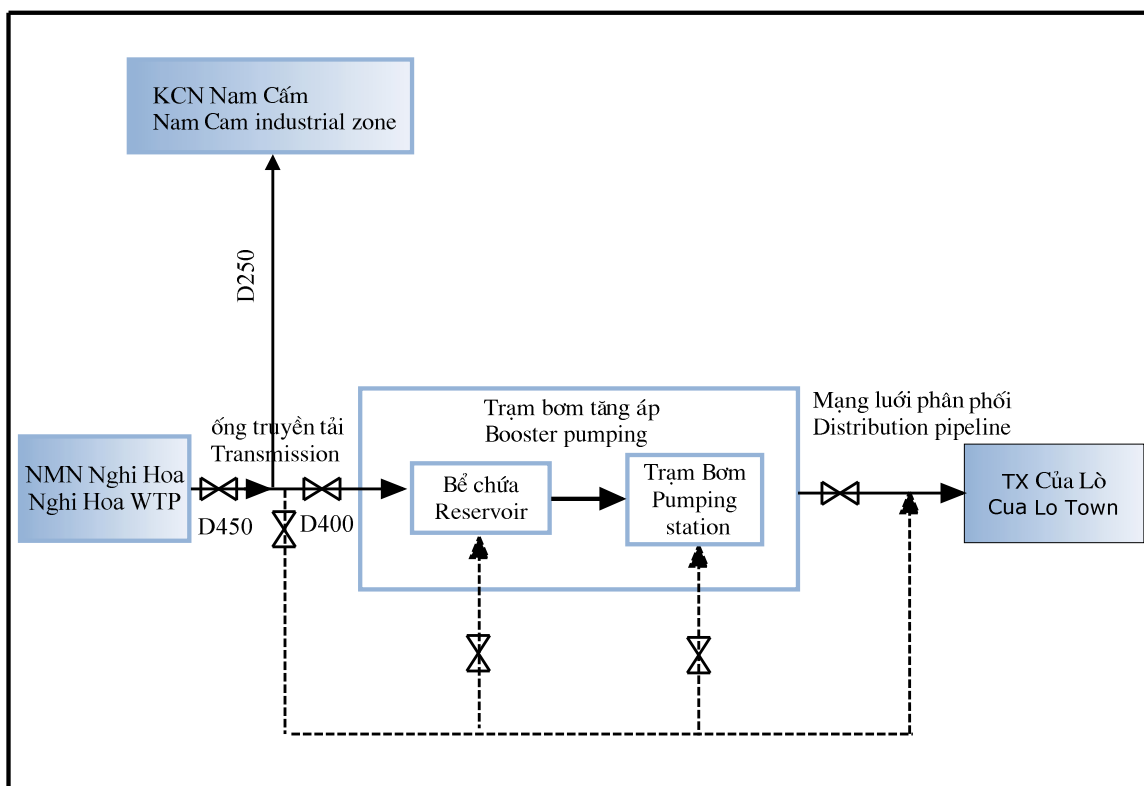 KCN Nam Cấm
Nam Cam industrial zone
D250
ống truyền tải
Transmission
NMN Nghi Hoa
Nghi Hoa WTP
D450
D400
Trạm bơm tăng áp
Booster pumping
Bể chứa
Reservoir
Trạm Bơm
Pumping
station
Mạng luới phân phối
Distribution pipeline
TX Của Lò
Cua Lo Town